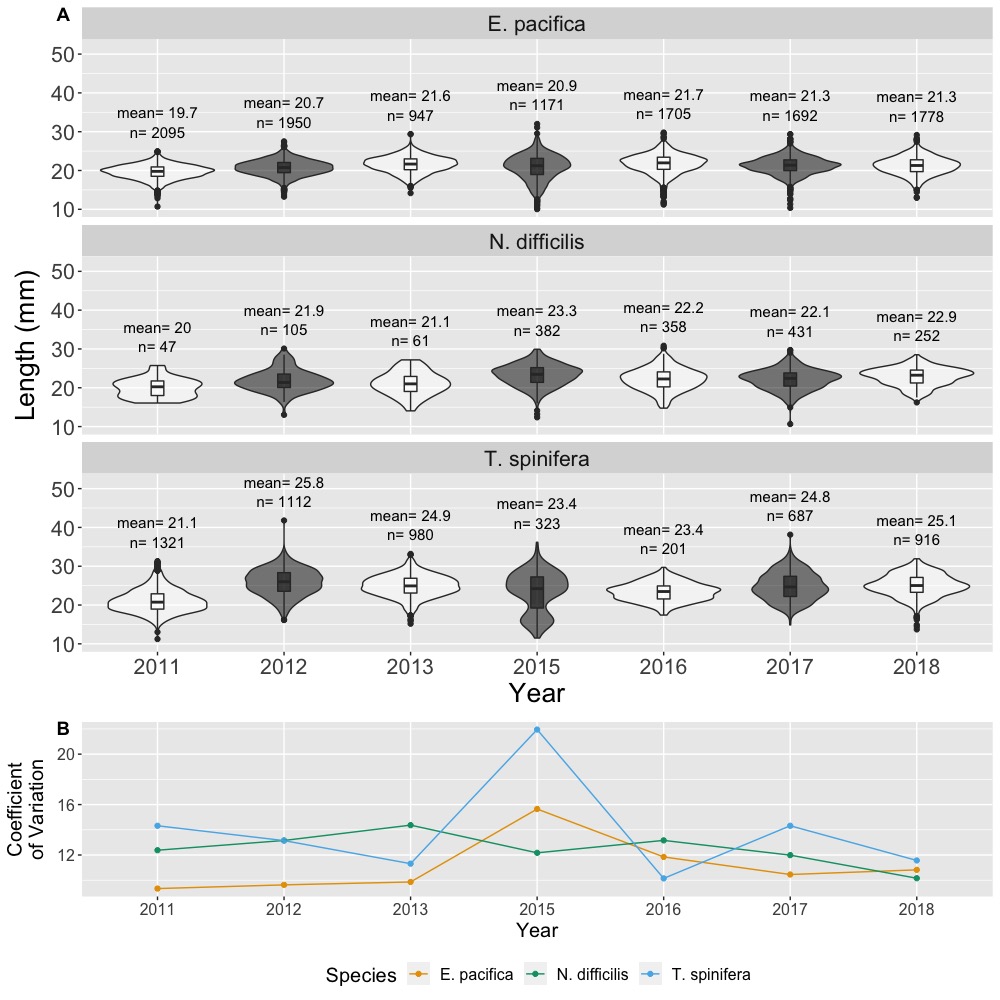 A
E. pacifica
50
40
30
20
10
mean= 19.7
n= 2095
mean= 20.7
n= 1950
mean= 21.6
n= 947
mean= 20.9
n= 1171
mean= 21.7
n= 1705
mean= 21.3
n= 1692
mean= 21.3
n= 1778
N. difficilis
50
40
30
20
10
mean= 20
n= 47
mean= 21.9
n= 105
mean= 21.1
n= 61
mean= 23.3
n= 382
mean= 22.2
n= 358
mean= 22.1
n= 431
mean= 22.9
n= 252
Length (mm)
T. spinifera
50
40
30
20
10
mean= 21.1
n= 1321
mean= 25.8
n= 1112
mean= 24.9
n= 980
mean= 23.4
n= 323
mean= 23.4
n= 201
mean= 24.8
n= 687
mean= 25.1
n= 916
2011 2012 2013 2015 2016 2017 2018
Year
B
Coefficient
of Variation
20
16
12
2011 2012 2013 2015 2016 2017 2018
Year
Species E. pacifica N. difficilis T. spinifera